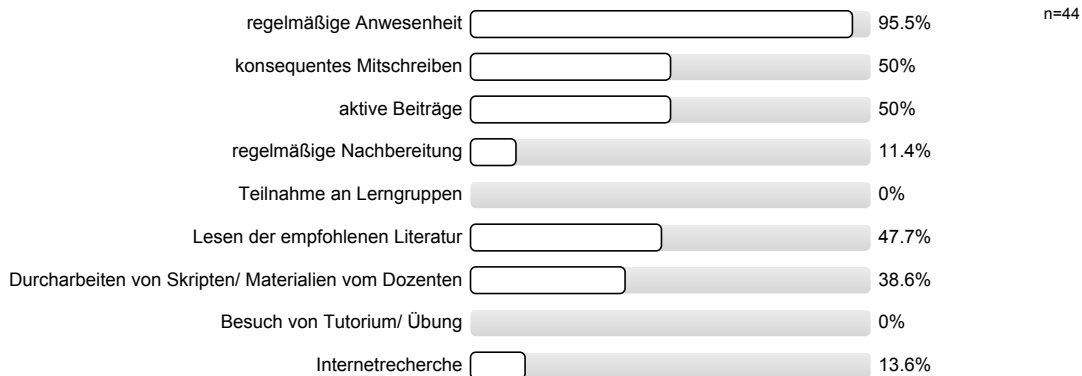 regelmäßige Anwesenheit 95.5% n=44
konsequentes Mitschreiben 50%
aktive Beiträge 50%
regelmäßige Nachbereitung 11.4%
Teilnahme an Lerngruppen 0%
Lesen der empfohlenen Literatur 47.7%
Durcharbeiten von Skripten/ Materialien vom Dozenten 38.6%
Besuch von Tutorium/ Übung 0%
Internetrecherche 13.6%